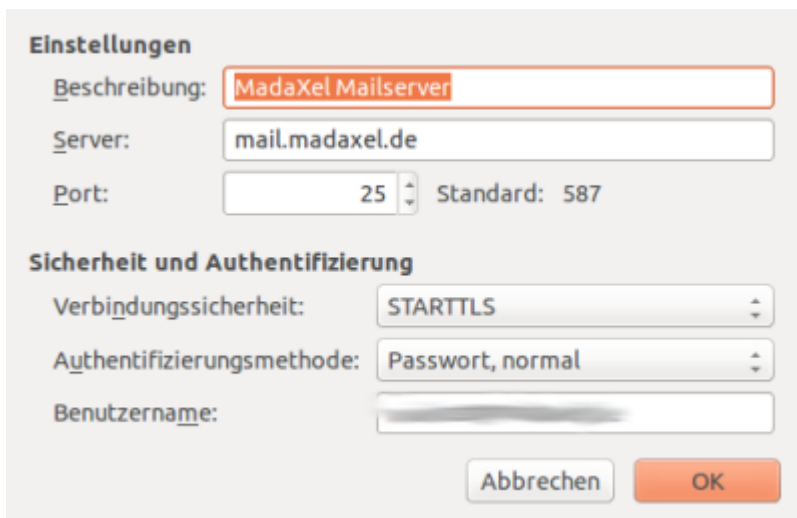 Einstellungen
Beschreibung: MadaXel Mailserver
Server: mail.madaxel.de
Port: 25 Standard: 587
Sicherheit und Authentifizierung
Verbindungssicherheit: STARTTLS
Authentifizierungsmethode: Passwort, normal
Benutzername:
Abbrechen OK